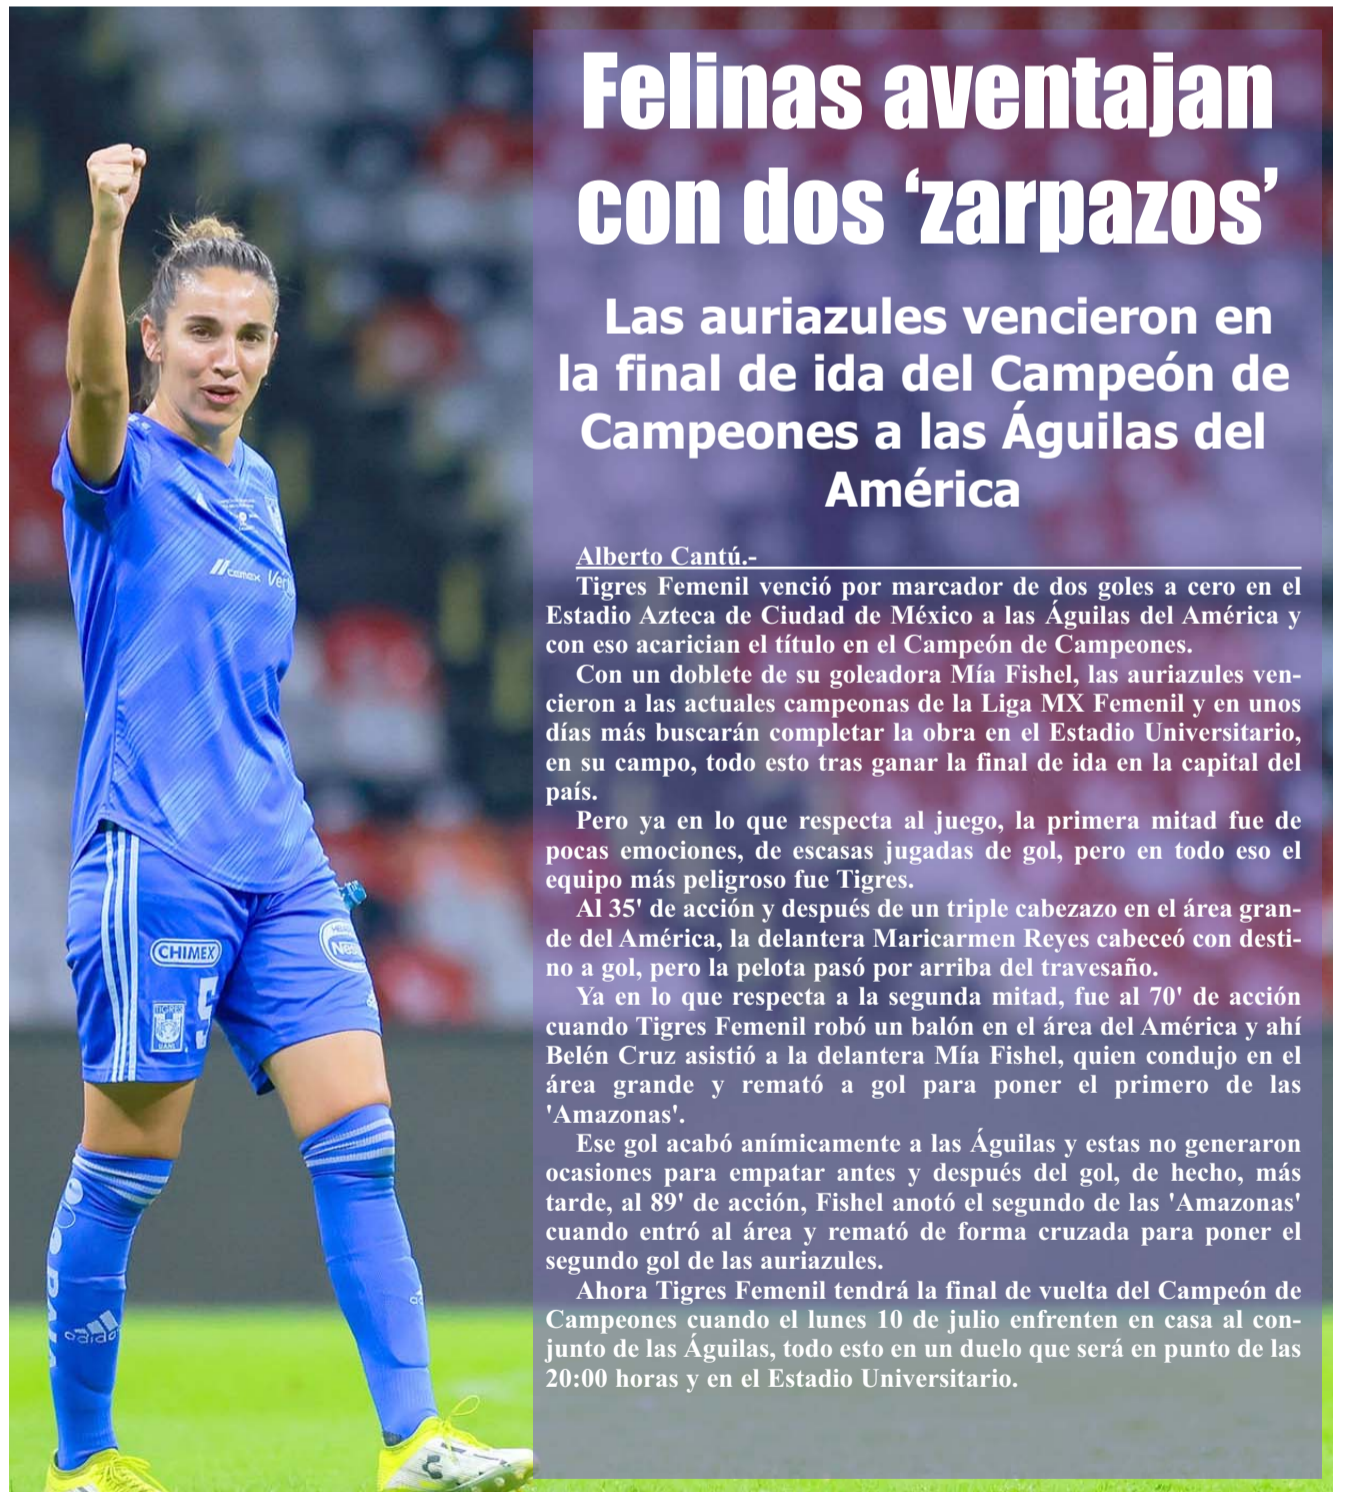 Felinas aventajan
con dos ‘zarpazos’
Las auriazules vencieron en
la final de ida del Campeón de
Campeones a las Águilas del
América
Alberto Cantú.-
Tigres Femenil venció por marcador de dos goles a cero en el
Estadio Azteca de Ciudad de México a las Águilas del América y
con eso acarician el título en el Campeón de Campeones.
Con un doblete de su goleadora Mía Fishel, las auriazules ven-
cieron a las actuales campeonas de la Liga MX Femenil y en unos
días más buscarán completar la obra en el Estadio Universitario,
en su campo, todo esto tras ganar la final de ida en la capital del
país.
Pero ya en lo que respecta al juego, la primera mitad fue de
pocas emociones, de escasas jugadas de gol, pero en todo eso el
equipo más peligroso fue Tigres.
Al 35' de acción y después de un triple cabezazo en el área gran-
de del América, la delantera Maricarmen Reyes cabeceó con desti-
no a gol, pero la pelota pasó por arriba del travesaño.
Ya en lo que respecta a la segunda mitad, fue al 70' de acción
cuando Tigres Femenil robó un balón en el área del América y ahí
Belén Cruz asistió a la delantera Mía Fishel, quien condujo en el
área grande y remató a gol para poner el primero de las
'Amazonas'.
Ese gol acabó anímicamente a las Águilas y estas no generaron
ocasiones para empatar antes y después del gol, de hecho, más
tarde, al 89' de acción, Fishel anotó el segundo de las 'Amazonas'
cuando entró al área y remató de forma cruzada para poner el
segundo gol de las auriazules.
Ahora Tigres Femenil tendrá la final de vuelta del Campeón de
Campeones cuando el lunes 10 de julio enfrenten en casa al con-
junto de las Águilas, todo esto en un duelo que será en punto de las
20:00 horas y en el Estadio Universitario.
CEMEX
CHIMEX
TIGRES
UANL
5
adidas